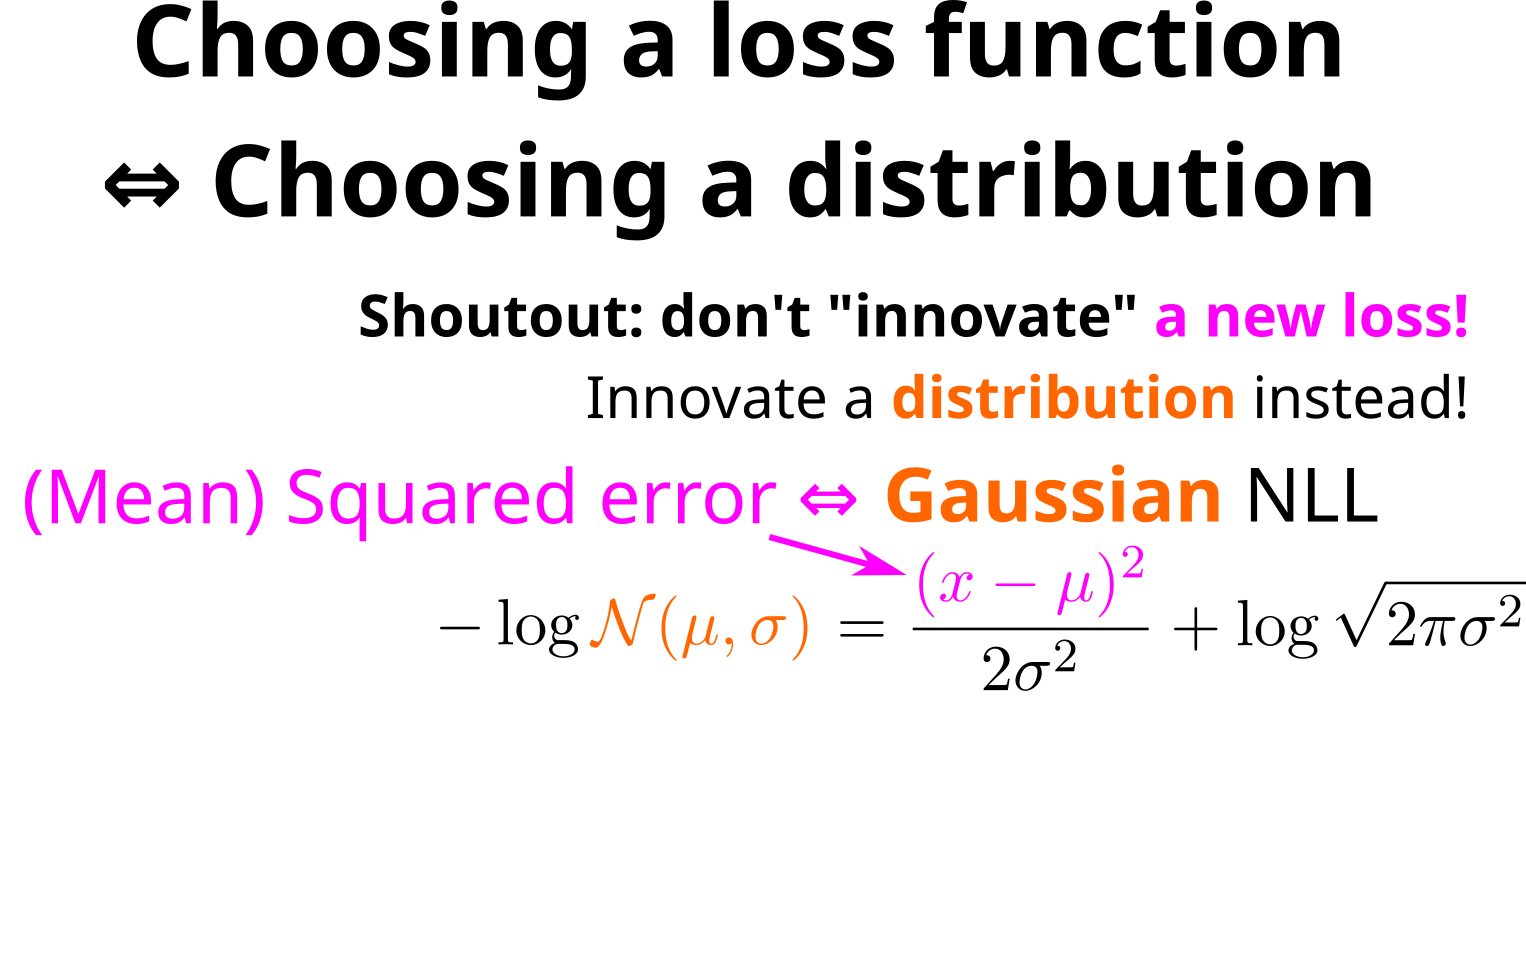 Choosing a loss function
⇔ Choosing a distribution
Shoutout: don't "innovate" a new loss!
Innovate a distribution instead!
(Mean) Squared error ⇔ Gaussian NLL
$-\log \mathcal{N}(\mu, \sigma) = \frac{(x-\mu)^2}{2\sigma^2} + \log \sqrt{2\pi\sigma^2}$